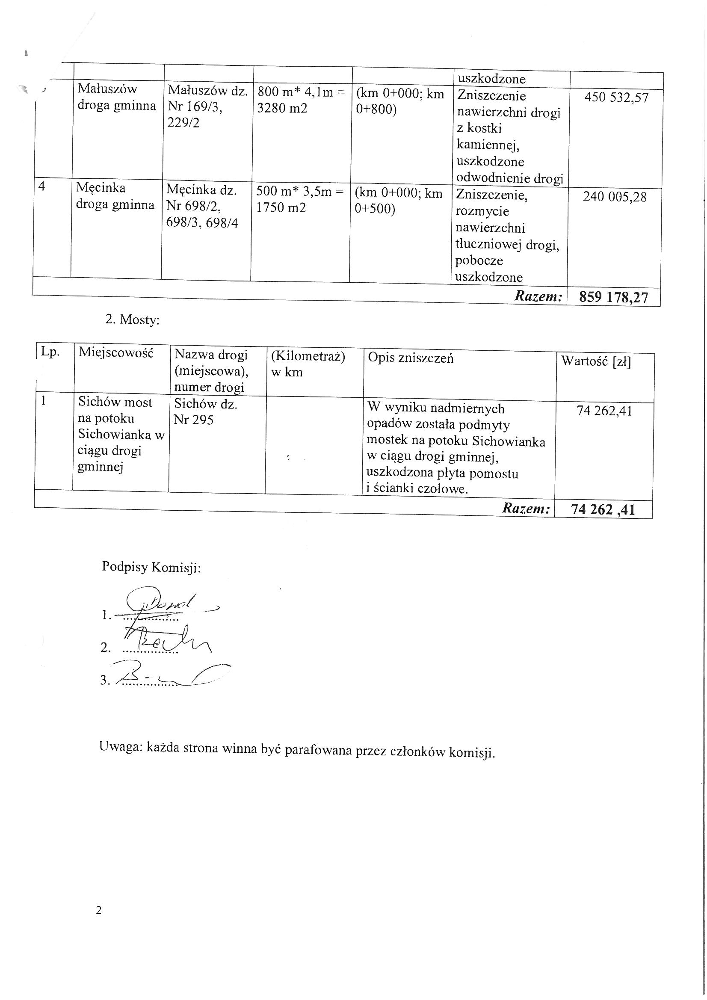 uszkodzone
Małuszów
droga gminna
Małuszów dz.
Nr 169/3,
229/2
800 m* 4,1m =
3280 m2
(km 0+000; km
0+800)
Zniszczenie
nawierzchni drogi
z kostki
kamiennej,
uszkodzone
odwodnienie drogi
450 532,57
4
Męcinka
droga gminna
Męcinka dz.
Nr 698/2,
698/3, 698/4
500 m* 3,5m =
1750 m2
(km 0+000; km
0+500)
Zniszczenie,
rozmycie
nawierzchni
tłuczniowej drogi,
pobocze
uszkodzone
240 005,28
Razem:
859 178,27
2. Mosty:
Lp.
Miejscowość
Nazwa drogi
(miejscowa),
numer drogi
(Kilometraż)
w km
Opis zniszczeń
Wartość [zł]
1
Sichów most
na potoku
Sichowianka w
ciągu drogi
gminnej
Sichów dz.
Nr 295
W wyniku nadmiernych
opadów została podmyty
mostek na potoku Sichowianka
w ciągu drogi gminnej,
uszkodzona płyta pomostu
i ścianki czołowe.
74 262,41
Razem:
74 262 ,41
Podpisy Komisji:
1. ................
2. ................
3. ................
Uwaga: każda strona winna być parafowana przez członków komisji.
2